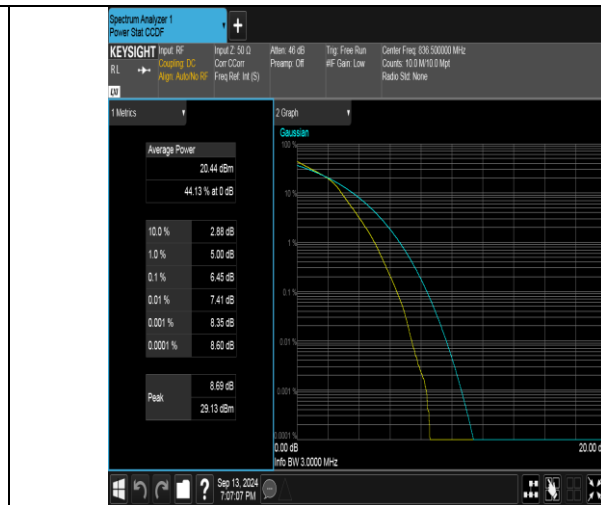 Spectrum Analyzer 1
Power Stat CCDF
+
KEYSIGHT Input: RF Input Z: 50 Ω Atten: 46 dB Trig: Free Run Center Freq: 836.500000 MHz
Coupling: DC Corr CCorr Preamp: Off #IF Gain: Low Counts: 10.0 M/10.0 Mpt
RL Align: Auto/No RF Freq Ref: Int (S) Radio Std: None
LXI
1 Metrics
Average Power
20.44 dBm
44.13 % at 0 dB
10.0 % 2.88 dB
1.0 % 5.00 dB
0.1 % 6.45 dB
0.01 % 7.41 dB
0.001 % 8.35 dB
0.0001 % 8.60 dB
Peak 8.69 dB
29.13 dBm
2 Graph
Gaussian
100 %
10 %
1 %
0.1 %
0.01 %
0.001 %
0.0001 %
0.00 dB 20.00 d
Info BW 3.0000 MHz
? Sep 13, 2024
7:07:07 PM